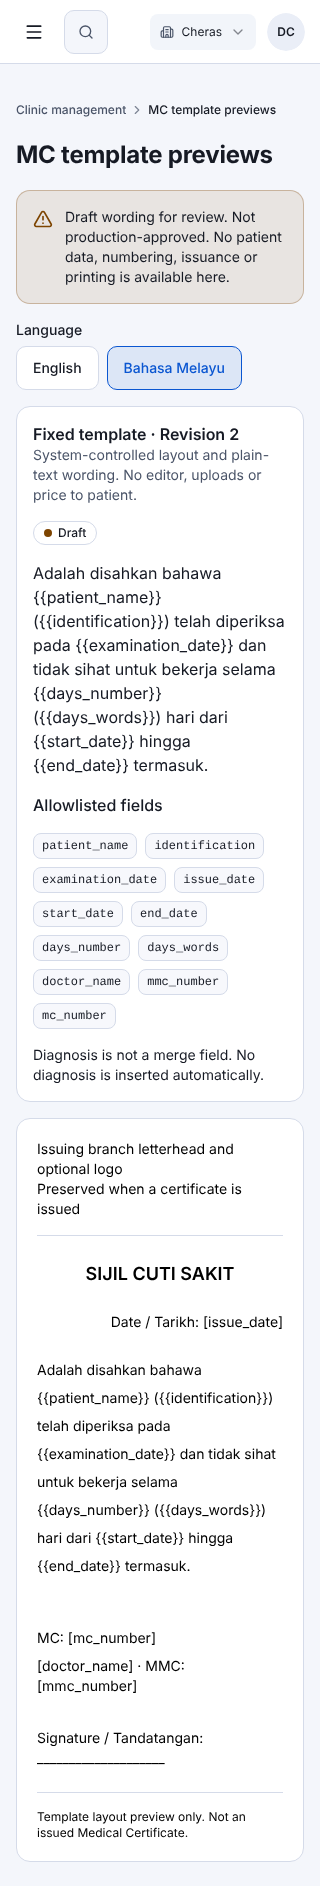 Cheras
DC
Clinic management > MC template previews
MC template previews
Draft wording for review. Not
production-approved. No patient
data, numbering, issuance or
printing is available here.
Language
English
Bahasa Melayu
Fixed template · Revision 2
System-controlled layout and plain-
text wording. No editor, uploads or
price to patient.
Draft
Adalah disahkan bahawa
{{patient_name}}
({{identification}}) telah diperiksa
pada {{examination_date}} dan
tidak sihat untuk bekerja selama
{{days_number}}
({{days_words}}) hari dari
{{start_date}} hingga
{{end_date}} termasuk.
Allowlisted fields
patient_name identification
examination_date issue_date
start_date end_date
days_number days_words
doctor_name mmc_number
mc_number
Diagnosis is not a merge field. No
diagnosis is inserted automatically.
Issuing branch letterhead and
optional logo
Preserved when a certificate is
issued
SIJIL CUTI SAKIT
Date / Tarikh: [issue_date]
Adalah disahkan bahawa
{{patient_name}} ({{identification}})
telah diperiksa pada
{{examination_date}} dan tidak sihat
untuk bekerja selama
{{days_number}} ({{days_words}})
hari dari {{start_date}} hingga
{{end_date}} termasuk.
MC: [mc_number]
[doctor_name] · MMC:
[mmc_number]
Signature / Tandatangan:
____________________
Template layout preview only. Not an
issued Medical Certificate.